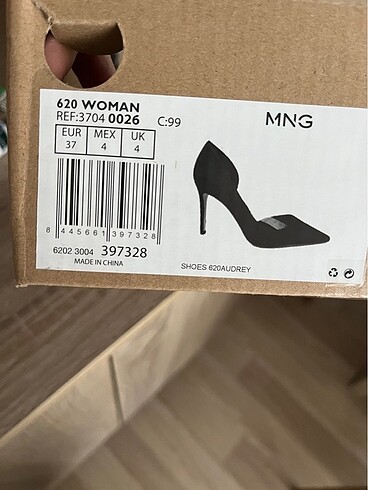 620 WOMAN
REF:3704 0026 C:99
MNG
EUR MEX UK
37 4 4
8 445661 397328
6202 3004 397328
MADE IN CHINA
SHOES 620AUDREY